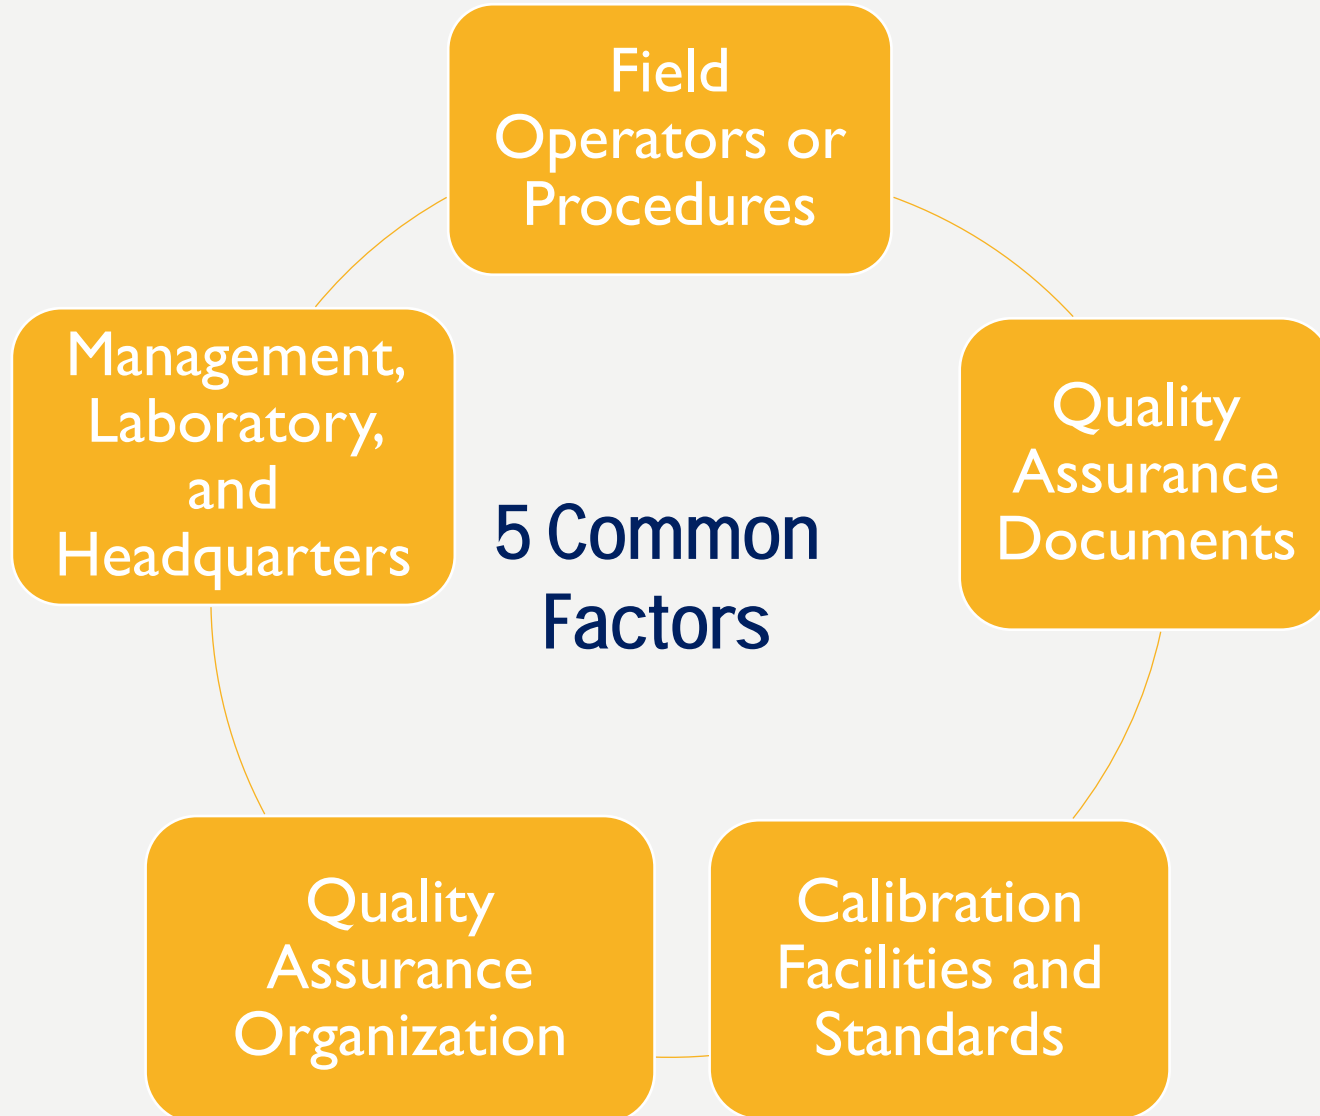 Field
Operators or
Procedures
Quality
Assurance
Documents
Calibration
Facilities and
Standards
Quality
Assurance
Organization
Management,
Laboratory,
and
Headquarters
5 Common
Factors